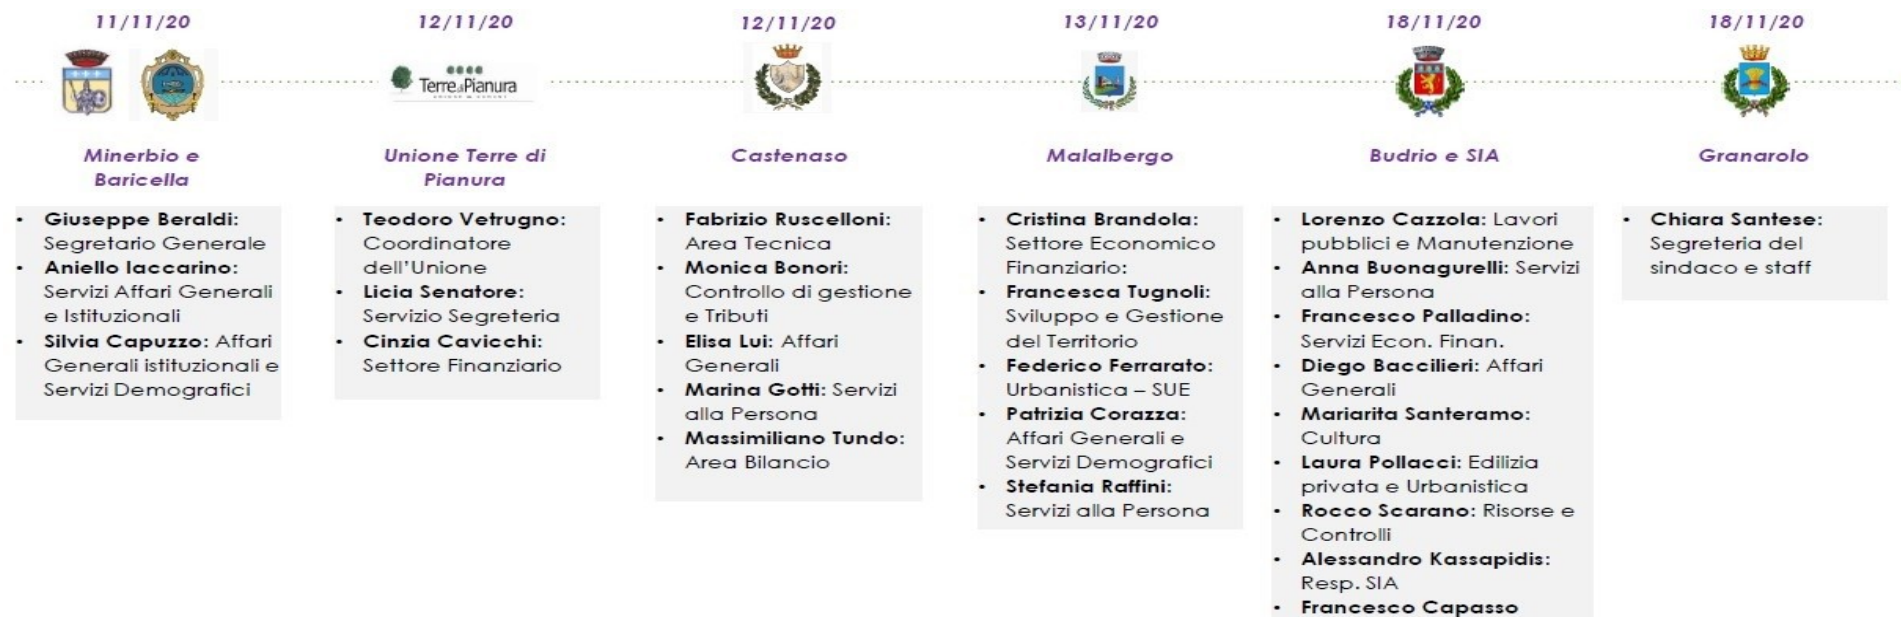 11/11/20
12/11/20
12/11/20
13/11/20
18/11/20
18/11/20
Terre di Pianura
UNIONE DI COMUNI
Minerbio e
Baricella
Unione Terre di
Pianura
Castenaso
Malalbergo
Budrio e SIA
Granarolo
• Giuseppe Beraldi:
Segretario Generale
• Aniello Iaccarino:
Servizi Affari Generali
e Istituzionali
• Silvia Capuzzo: Affari
Generali istituzionali e
Servizi Demografici
• Teodoro Vetrugno:
Coordinatore
dell'Unione
• Licia Senatore:
Servizio Segreteria
• Cinzia Cavicchi:
Settore Finanziario
• Fabrizio Ruscelloni:
Area Tecnica
• Monica Bonori:
Controllo di gestione
e Tributi
• Elisa Lui: Affari
Generali
• Marina Gotti: Servizi
alla Persona
• Massimiliano Tundo:
Area Bilancio
• Cristina Brandola:
Settore Economico
Finanziario:
• Francesca Tugnoli:
Sviluppo e Gestione
del Territorio
• Federico Ferrarato:
Urbanistica – SUE
• Patrizia Corazza:
Affari Generali e
Servizi Demografici
• Stefania Raffini:
Servizi alla Persona
• Lorenzo Cazzola: Lavori
pubblici e Manutenzione
• Anna Buonagurelli: Servizi
alla Persona
• Francesco Palladino:
Servizi Econ. Finan.
• Diego Baccilieri: Affari
Generali
• Mariarita Santeramo:
Cultura
• Laura Pollacci: Edilizia
privata e Urbanistica
• Rocco Scarano: Risorse e
Controlli
• Alessandro Kassapidis:
Resp. SIA
• Francesco Capasso
• Chiara Santese:
Segreteria del
sindaco e staff